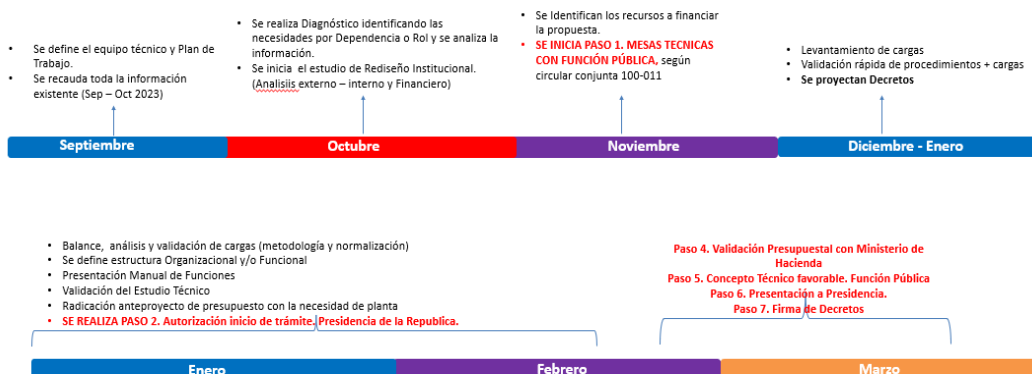 • Se define el equipo técnico y Plan de
Trabajo.
• Se recauda toda la información
existente (Sep – Oct 2023)
• Se realiza Diagnóstico identificando las
necesidades por Dependencia o Rol y se analiza la
información.
• Se inicia el estudio de Rediseño Institucional.
(Analisiis externo – interno y Financiero)
• Se Identifican los recursos a financiar
la propuesta.
• SE INICIA PASO 1. MESAS TECNICAS
CON FUNCIÓN PÚBLICA, según
circular conjunta 100-011
• Levantamiento de cargas
• Validación rápida de procedimientos + cargas
• Se proyectan Decretos
Septiembre
Octubre
Noviembre
Diciembre - Enero
• Balance, análisis y validación de cargas (metodología y normalización)
• Se define estructura Organizacional y/o Funcional
• Presentación Manual de Funciones
• Validación del Estudio Técnico
• Radicación anteproyecto de presupuesto con la necesidad de planta
• SE REALIZA PASO 2. Autorización inicio de trámite. Presidencia de la Republica.
Paso 4. Validación Presupuestal con Ministerio de
Hacienda
Paso 5. Concepto Técnico favorable. Función Pública
Paso 6. Presentación a Presidencia.
Paso 7. Firma de Decretos
Enero
Febrero
Marzo